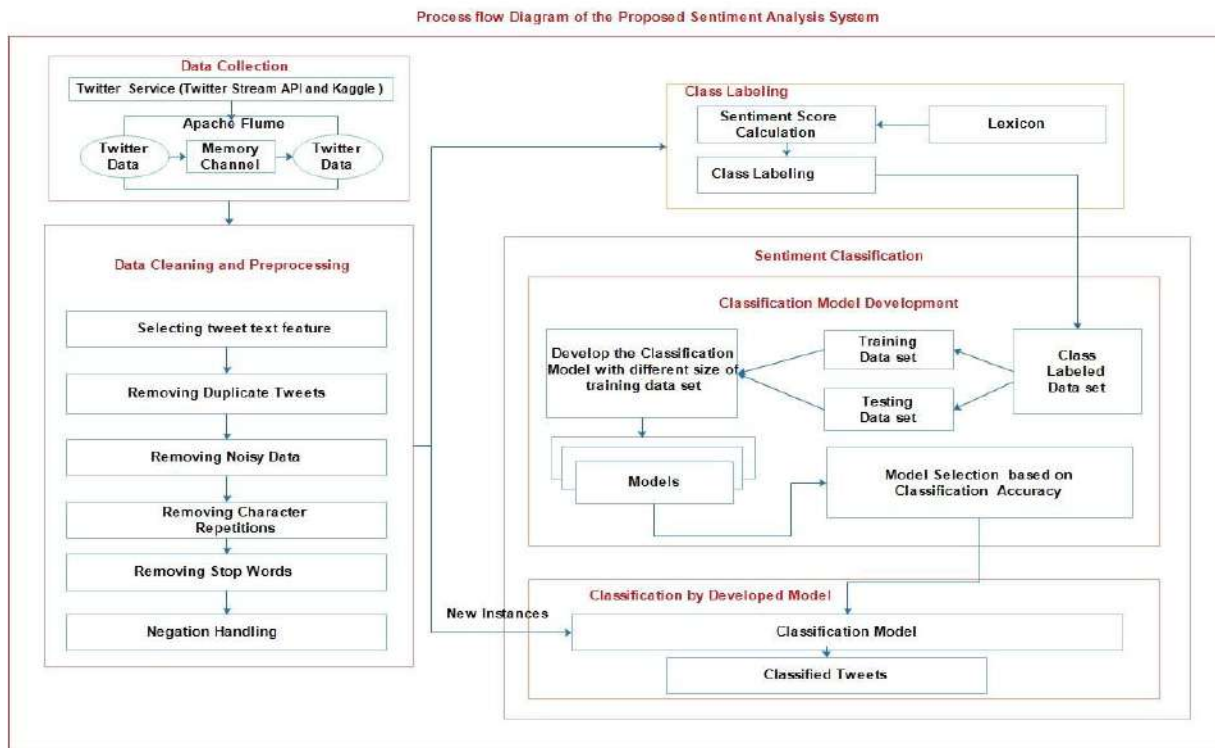 Process flow Diagram of the Proposed Sentiment Analysis System
Data Collection
Twitter Service (Twitter Stream API and Kaggle )
Apache Flume
Twitter
Data
Memory
Channel
Twitter
Data
Data Cleaning and Preprocessing
Selecting tweet text feature
Removing Duplicate Tweets
Removing Noisy Data
Removing Character
Repetitions
Removing Stop Words
Negation Handling
Class Labeling
Sentiment Score
Calculation
Lexicon
Class Labeling
Sentiment Classification
Classification Model Development
Develop the Classification
Model with different size of
training data set
Training
Data set
Testing
Data set
Class
Labeled
Data set
Models
Model Selection based on
Classification Accuracy
Classification by Developed Model
New Instances
Classification Model
Classified Tweets